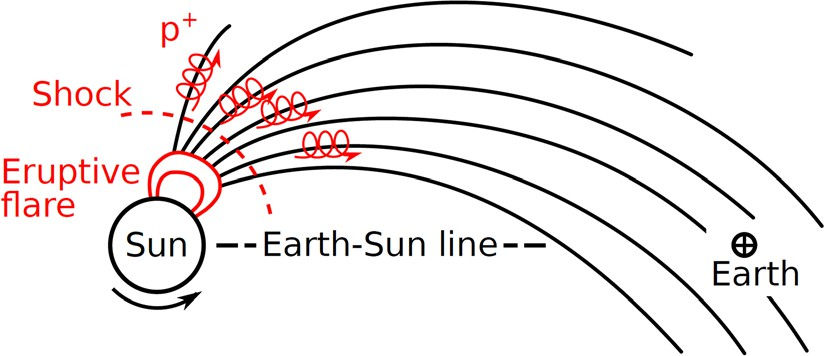 p⁺
Shock
Eruptive
flare
Sun
Earth-Sun line
Earth